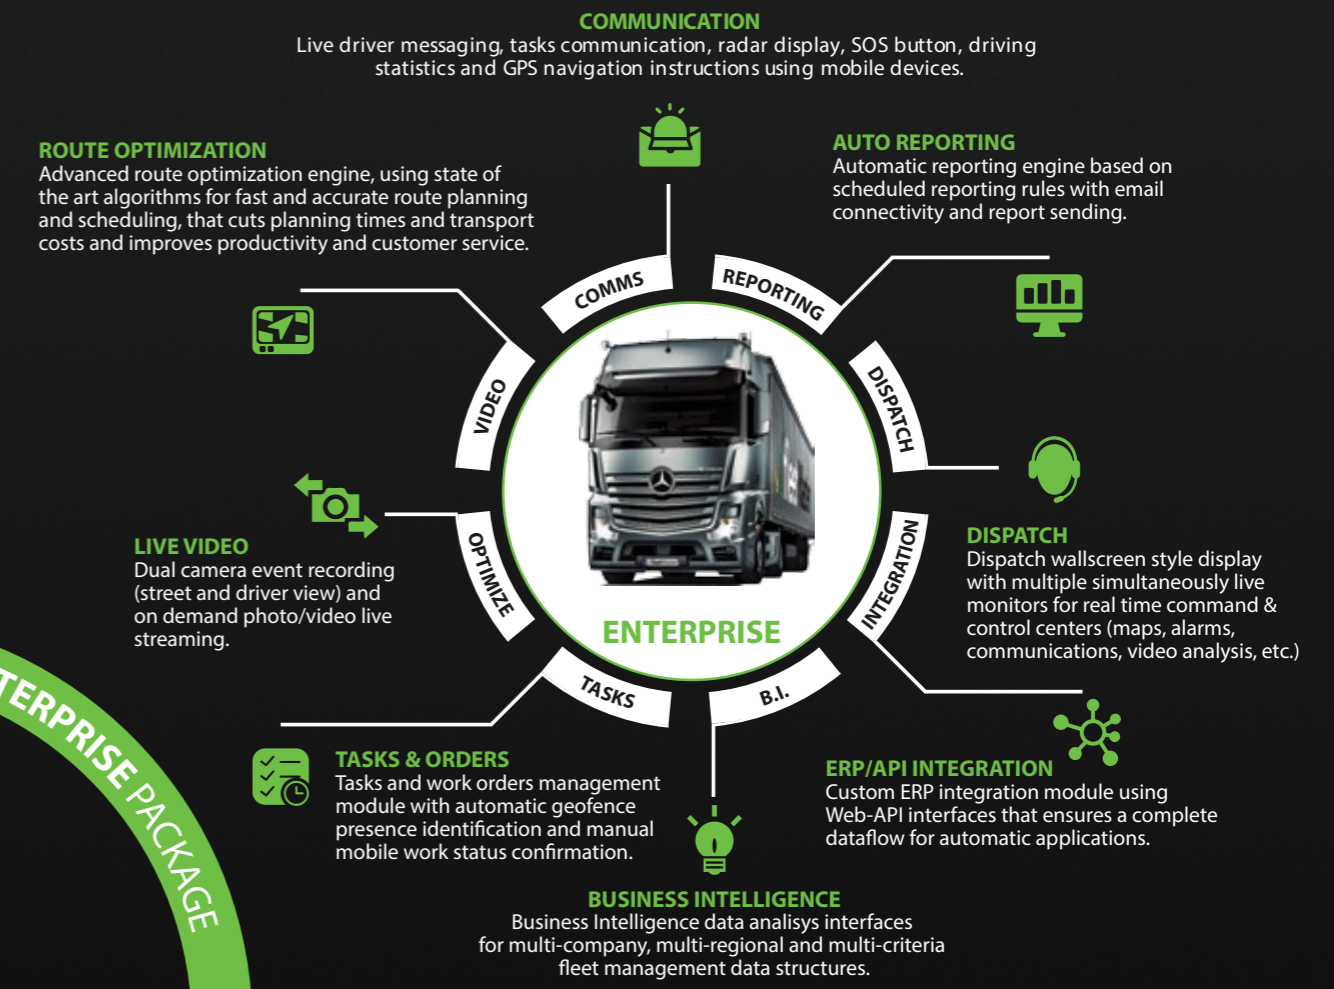 COMMUNICATION
Live driver messaging, tasks communication, radar display, SOS button, driving
statistics and GPS navigation instructions using mobile devices.
ROUTE OPTIMIZATION
Advanced route optimization engine, using state of
the art algorithms for fast and accurate route planning
and scheduling, that cuts planning times and transport
costs and improves productivity and customer service.
AUTO REPORTING
Automatic reporting engine based on
scheduled reporting rules with email
connectivity and report sending.
COMMS
REPORTING
VIDEO
DISPATCH
OPTIMIZE
INTEGRATION
TASKS
B.I.
ENTERPRISE
LIVE VIDEO
Dual camera event recording
(street and driver view) and
on demand photo/video live
streaming.
DISPATCH
Dispatch wallscreen style display
with multiple simultaneously live
monitors for real time command &
control centers (maps, alarms,
communications, video analysis, etc.)
TASKS & ORDERS
Tasks and work orders management
module with automatic geofence
presence identification and manual
mobile work status confirmation.
ERP/API INTEGRATION
Custom ERP integration module using
Web-API interfaces that ensures a complete
dataflow for automatic applications.
BUSINESS INTELLIGENCE
Business Intelligence data analisys interfaces
for multi-company, multi-regional and multi-criteria
fleet management data structures.
TERPRISE PACKAGE